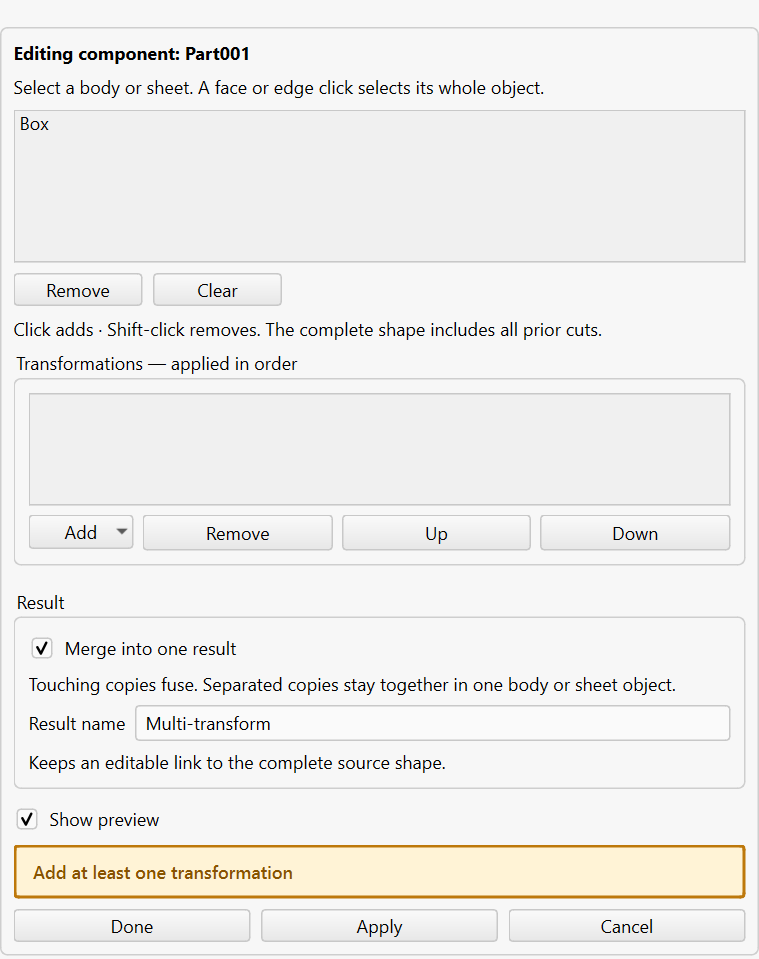 Editing component: Part001
Select a body or sheet. A face or edge click selects its whole object.
Box
Remove
Clear
Click adds · Shift-click removes. The complete shape includes all prior cuts.
Transformations — applied in order
Add
Remove
Up
Down
Result
Merge into one result
Touching copies fuse. Separated copies stay together in one body or sheet object.
Result name
Multi-transform
Keeps an editable link to the complete source shape.
Show preview
Add at least one transformation
Done
Apply
Cancel